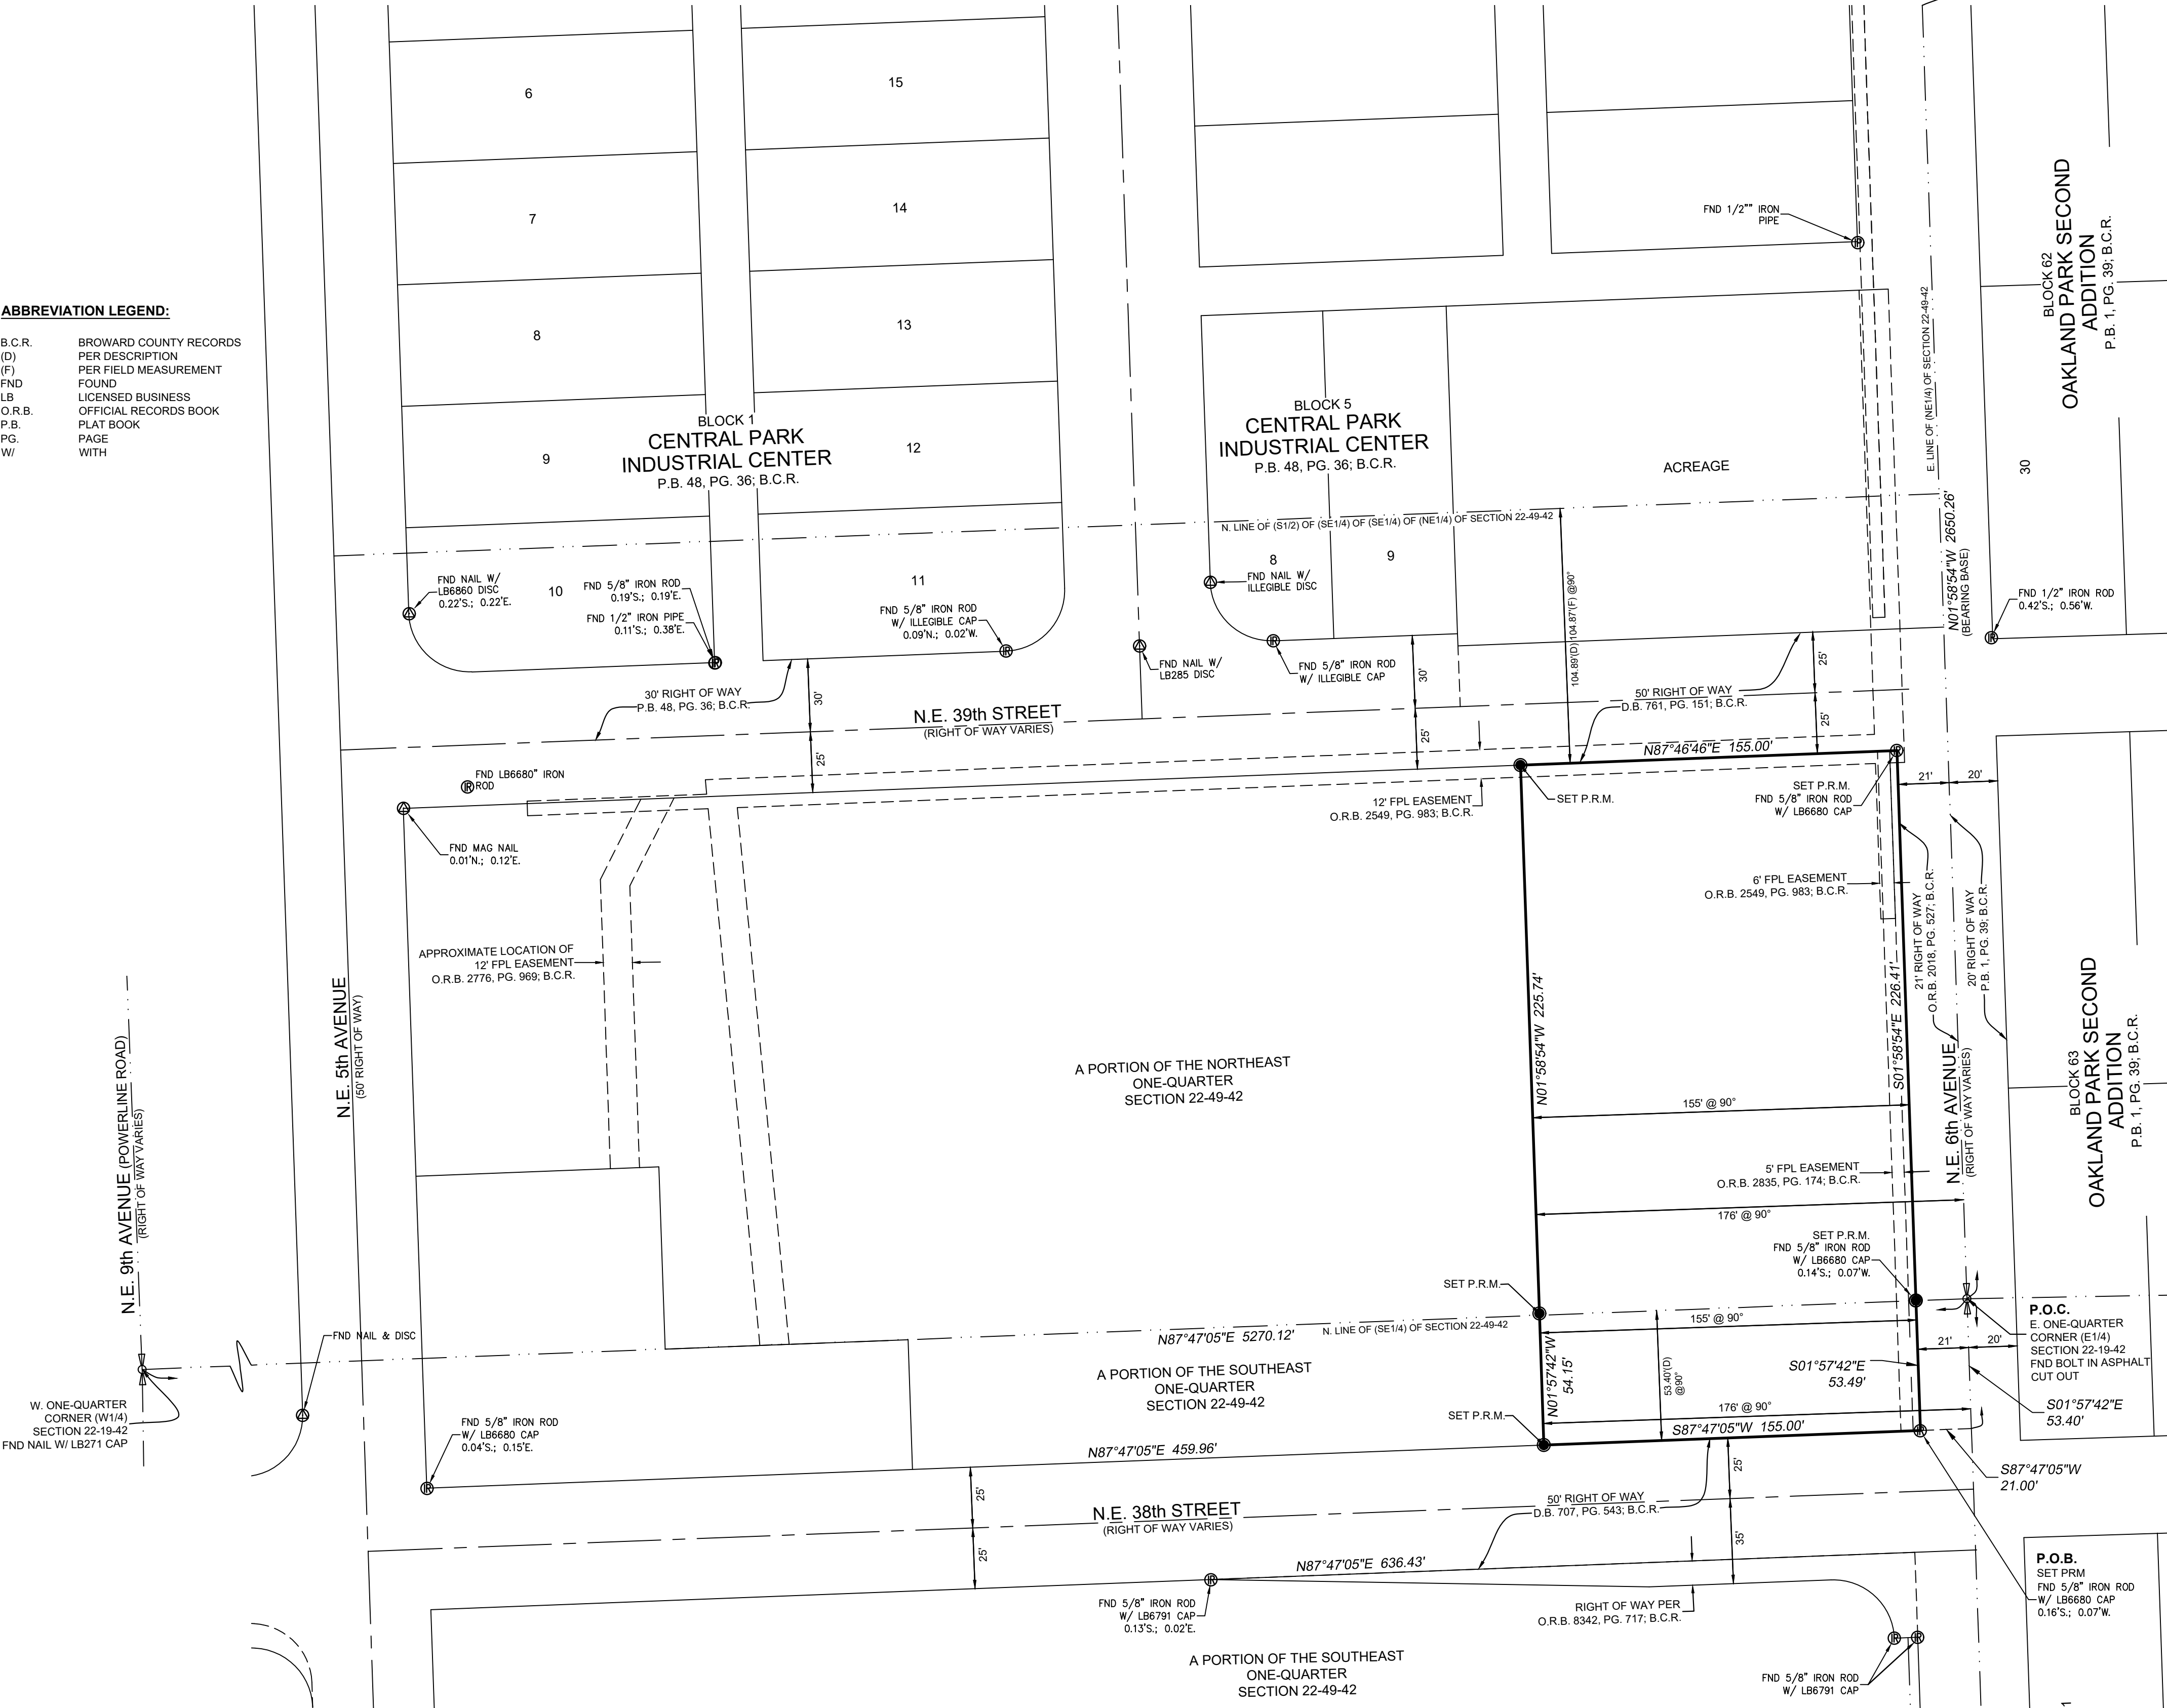 ABBREVIATION LEGEND:
B.C.R. BROWARD COUNTY RECORDS
(D) PER DESCRIPTION
(F) PER FIELD MEASUREMENT
FND FOUND
LB LICENSED BUSINESS
O.R.B. OFFICIAL RECORDS BOOK
P.B. PLAT BOOK
PG. PAGE
W/ WITH
6
7
8
9
10
15
14
13
12
11
BLOCK 1
CENTRAL PARK
INDUSTRIAL CENTER
P.B. 48, PG. 36; B.C.R.
BLOCK 5
CENTRAL PARK
INDUSTRIAL CENTER
P.B. 48, PG. 36; B.C.R.
8
9
ACREAGE
FND 1/2"" IRON
PIPE
E. LINE OF (NE1/4) OF SECTION 22-49-42
BLOCK 62
OAKLAND PARK SECOND
ADDITION
P.B. 1, PG. 39; B.C.R.
30
N01°58'54"W 2650.26'
(BEARING BASE)
N. LINE OF (S1/2) OF (SE1/4) OF (SE1/4) OF (NE1/4) OF SECTION 22-49-42
104.89'(D) 104.87'(F) @90°
FND NAIL W/
LB6860 DISC
0.22'S.; 0.22'E.
FND 5/8" IRON ROD
0.19'S.; 0.19'E.
FND 1/2" IRON PIPE
0.11'S.; 0.38'E.
FND 5/8" IRON ROD
W/ ILLEGIBLE CAP
0.09'N.; 0.02'W.
FND NAIL W/
ILLEGIBLE DISC
FND NAIL W/
LB285 DISC
FND 5/8" IRON ROD
W/ ILLEGIBLE CAP
FND 1/2" IRON ROD
0.42'S.; 0.56'W.
30' RIGHT OF WAY
P.B. 48, PG. 36; B.C.R.
30'
25'
N.E. 39th STREET
(RIGHT OF WAY VARIES)
30'
25'
50' RIGHT OF WAY
D.B. 761, PG. 151; B.C.R.
25'
25'
N87°46'46"E 155.00'
FND LB6680" IRON
ROD
FND MAG NAIL
0.01'N.; 0.12'E.
12' FPL EASEMENT
O.R.B. 2549, PG. 983; B.C.R.
SET P.R.M.
SET P.R.M.
FND 5/8" IRON ROD
W/ LB6680 CAP
21'
20'
6' FPL EASEMENT
O.R.B. 2549, PG. 983; B.C.R.
21' RIGHT OF WAY
O.R.B. 2018, PG. 527; B.C.R.
20' RIGHT OF WAY
P.B. 1, PG. 39; B.C.R.
APPROXIMATE LOCATION OF
12' FPL EASEMENT
O.R.B. 2776, PG. 969; B.C.R.
N.E. 5th AVENUE
(50' RIGHT OF WAY)
N.E. 9th AVENUE (POWERLINE ROAD)
(RIGHT OF WAY VARIES)
A PORTION OF THE NORTHEAST
ONE-QUARTER
SECTION 22-49-42
N01°58'54"W 225.74'
S01°58'54"E 226.41'
155' @ 90°
5' FPL EASEMENT
O.R.B. 2835, PG. 174; B.C.R.
176' @ 90°
N.E. 6th AVENUE
(RIGHT OF WAY VARIES)
BLOCK 63
OAKLAND PARK SECOND
ADDITION
P.B. 1, PG. 39; B.C.R.
SET P.R.M.
FND 5/8" IRON ROD
W/ LB6680 CAP
0.14'S.; 0.07'W.
SET P.R.M.
FND NAIL & DISC
N87°47'05"E 5270.12'
N. LINE OF (SE1/4) OF SECTION 22-49-42
155' @ 90°
21'
20'
P.O.C.
E. ONE-QUARTER
CORNER (E1/4)
SECTION 22-19-42
FND BOLT IN ASPHALT
CUT OUT
S01°57'42"E
53.40'
W. ONE-QUARTER
CORNER (W1/4)
SECTION 22-19-42
FND NAIL W/ LB271 CAP
A PORTION OF THE SOUTHEAST
ONE-QUARTER
SECTION 22-49-42
N01°57'42"W
54.15'
53.40'(D)
@90°
S01°57'42"E
53.49'
176' @ 90°
SET P.R.M.
S87°47'05"W 155.00'
FND 5/8" IRON ROD
W/ LB6680 CAP
0.04'S.; 0.15'E.
N87°47'05"E 459.96'
S87°47'05"W
21.00'
25'
25'
N.E. 38th STREET
(RIGHT OF WAY VARIES)
50' RIGHT OF WAY
D.B. 707, PG. 543; B.C.R.
25'
35'
N87°47'05"E 636.43'
FND 5/8" IRON ROD
W/ LB6791 CAP
0.13'S.; 0.02'E.
RIGHT OF WAY PER
O.R.B. 8342, PG. 717; B.C.R.
P.O.B.
SET PRM
FND 5/8" IRON ROD
W/ LB6680 CAP
0.16'S.; 0.07'W.
A PORTION OF THE SOUTHEAST
ONE-QUARTER
SECTION 22-49-42
FND 5/8" IRON ROD
W/ LB6791 CAP